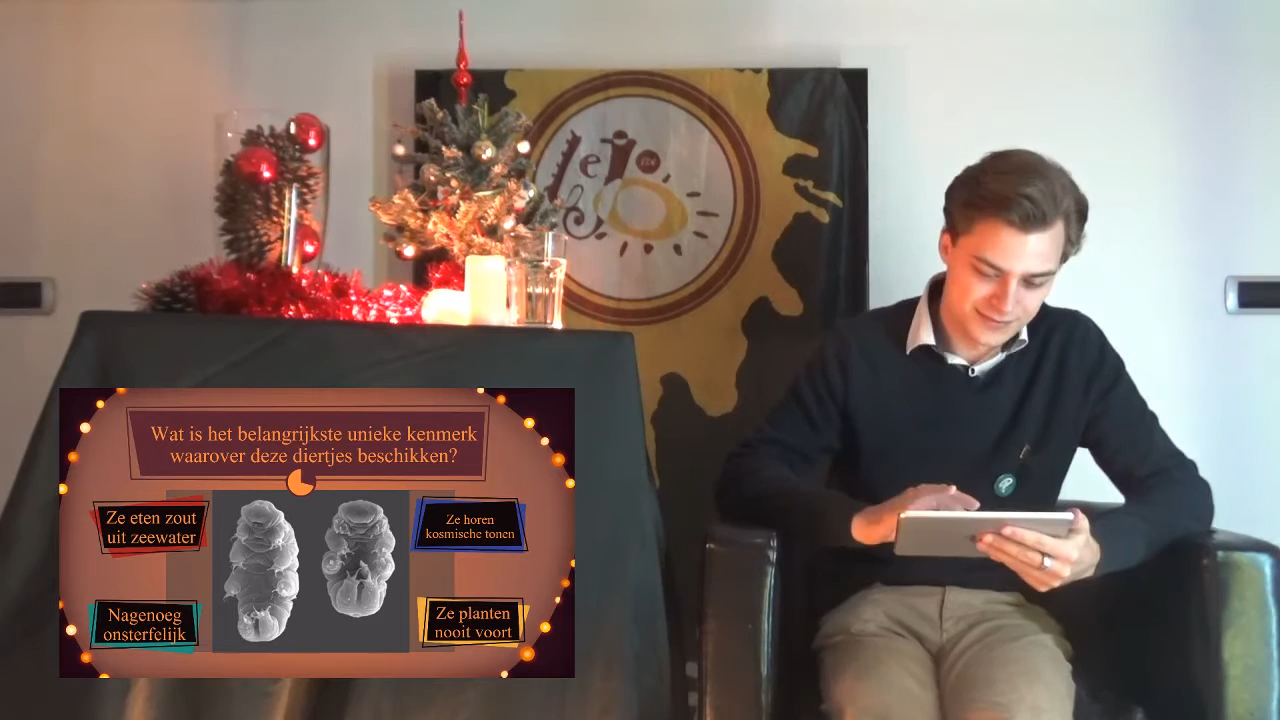 Wat is het belangrijkste unieke kenmerk
waarover deze diertjes beschikken?
Ze eten zout
uit zeewater
Ze horen
kosmische tonen
Nagenoeg
onsterfelijk
Ze planten
nooit voort